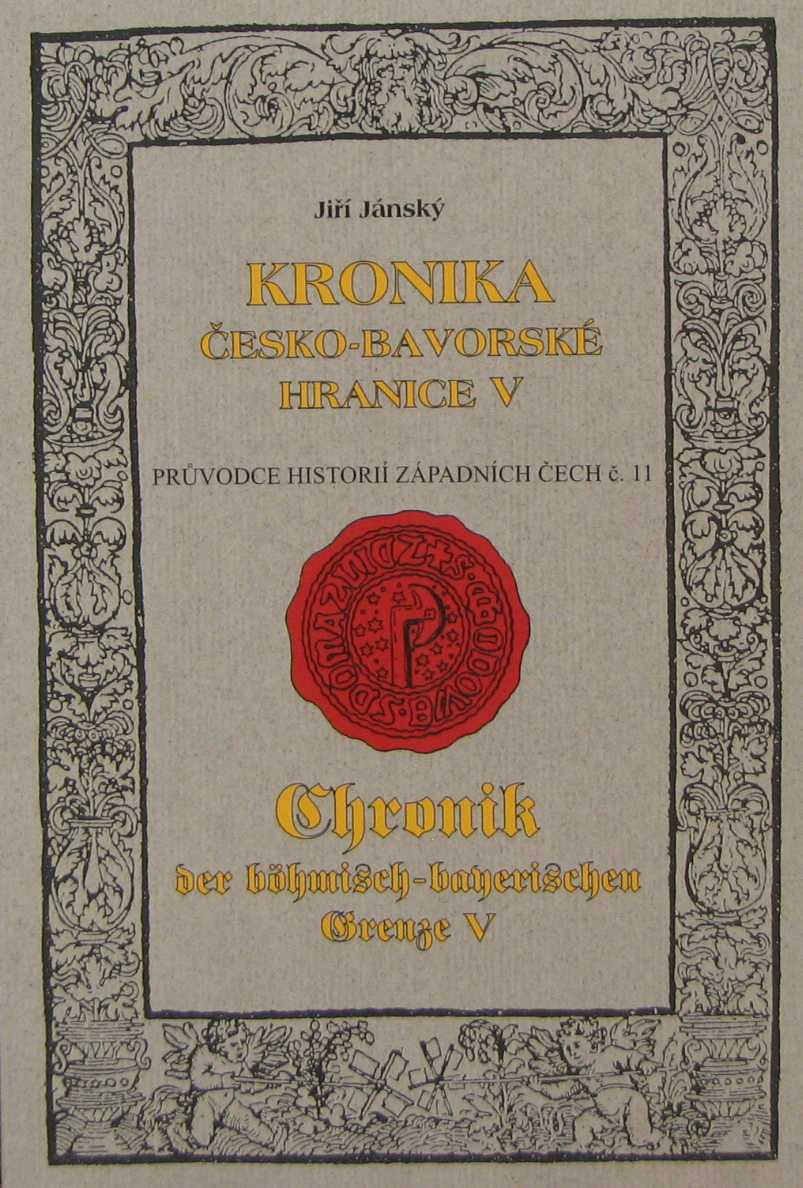 Jiří Jánský
KRONIKA
ČESKO-BAVORSKÉ
HRANICE V
PRŮVODCE HISTORIÍ ZÁPADNÍCH ČECH č. 11
Chronik
der böhmisch-bayerischen
Grenze V